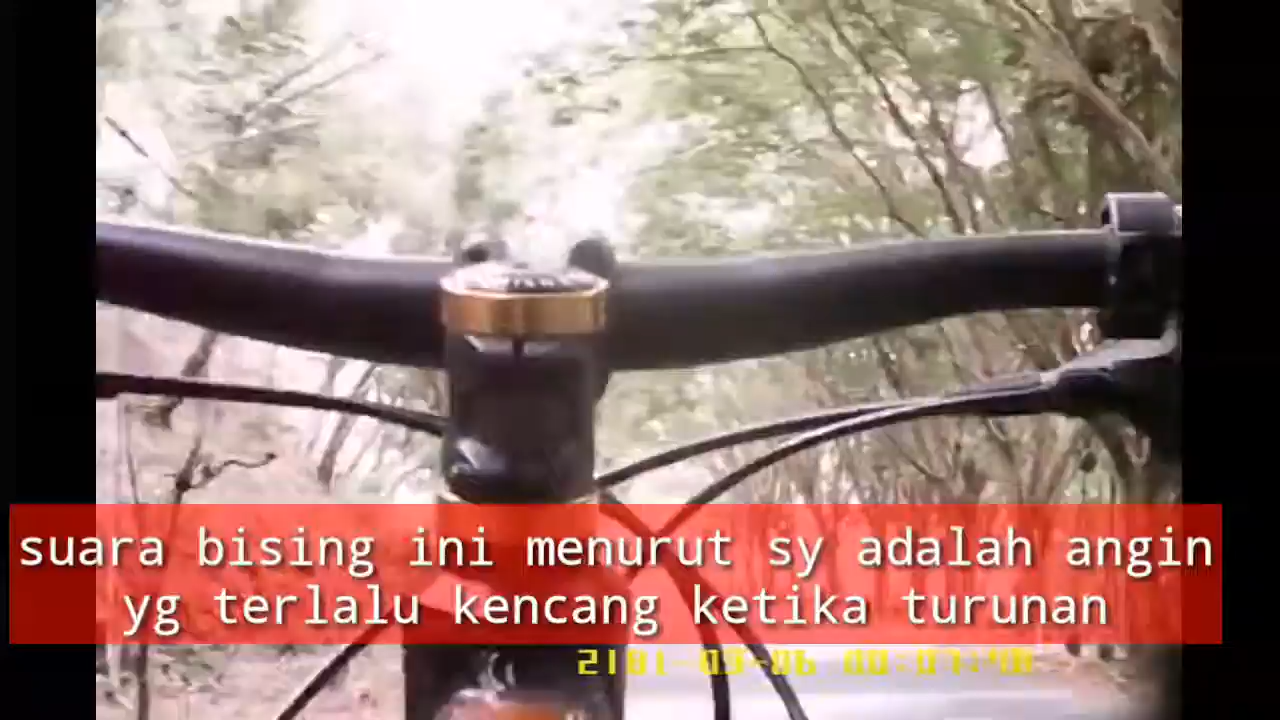 suara bising ini menurut sy adalah angin
yg terlalu kencang ketika turunan